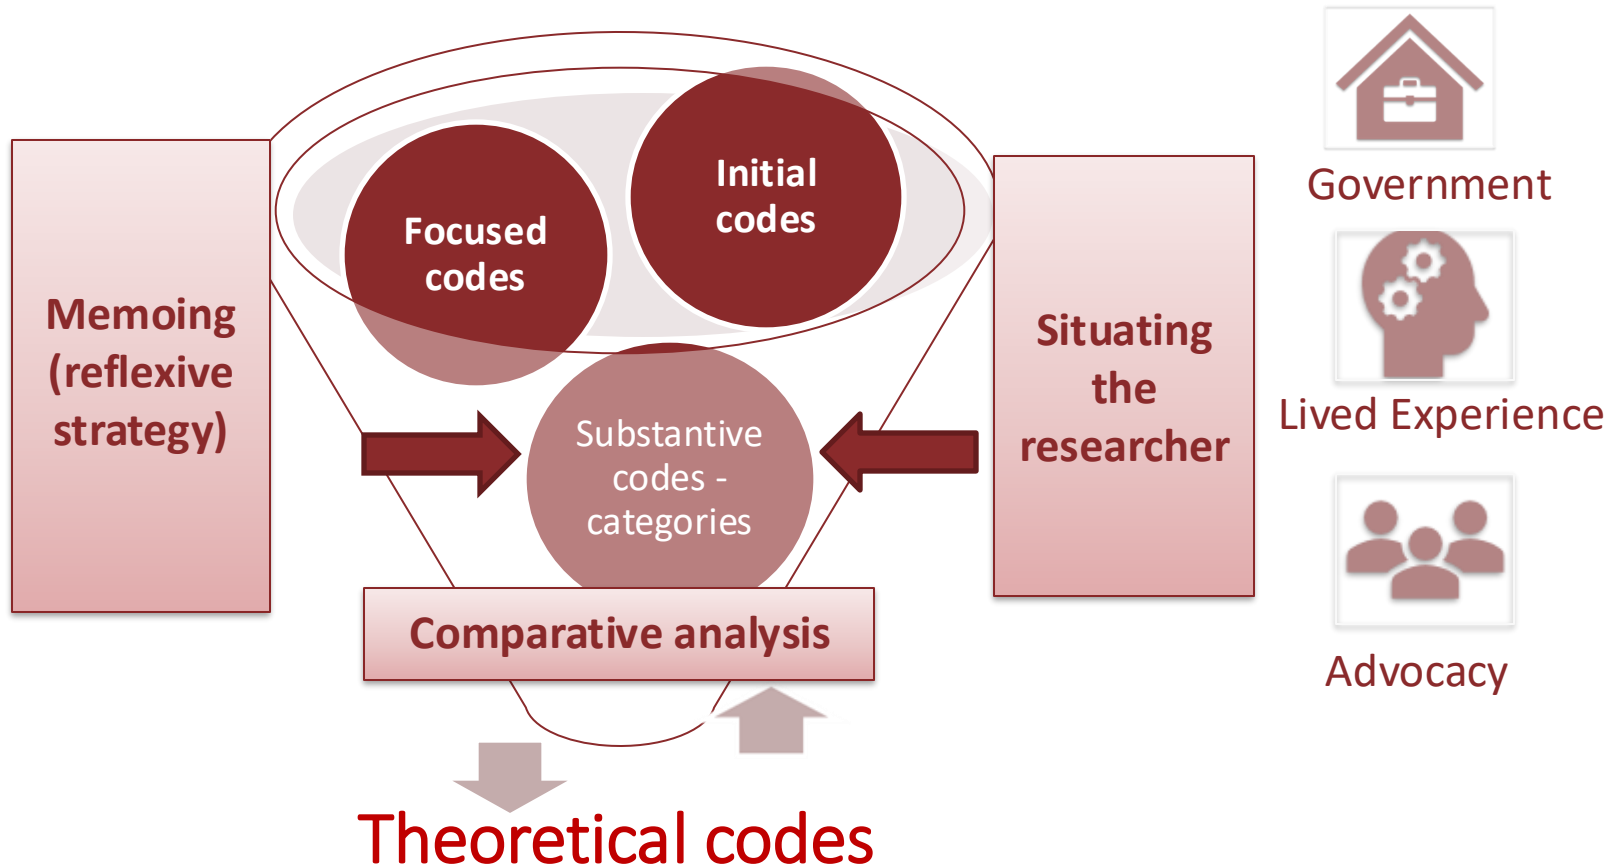 Memoing
(reflexive
strategy)
Focused
codes
Initial
codes
Substantive
codes -
categories
Comparative analysis
Theoretical codes
Situating
the
researcher
Government
Lived Experience
Advocacy